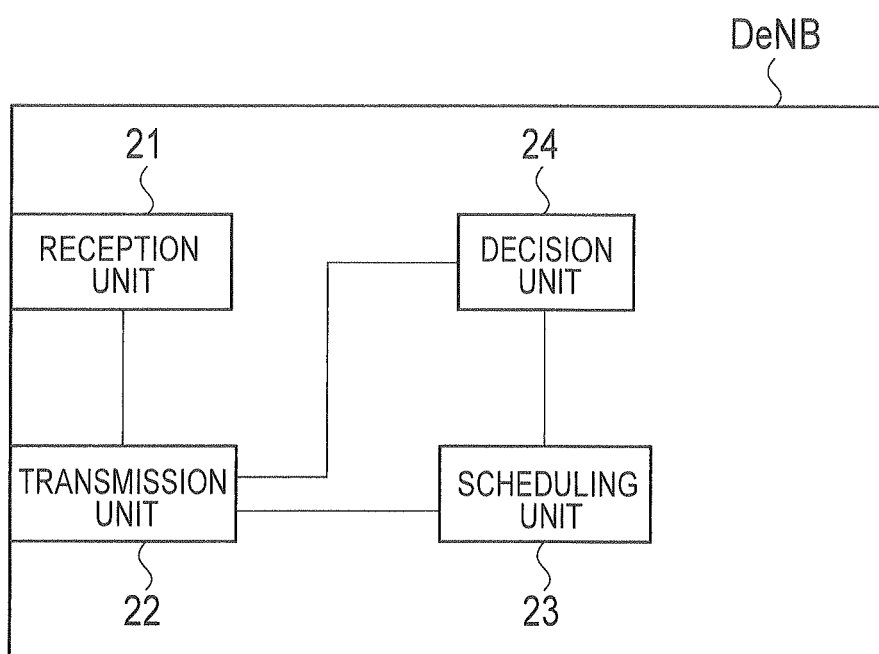 DeNB
21
24
RECEPTION
UNIT
DECISION
UNIT
TRANSMISSION
UNIT
SCHEDULING
UNIT
22
23